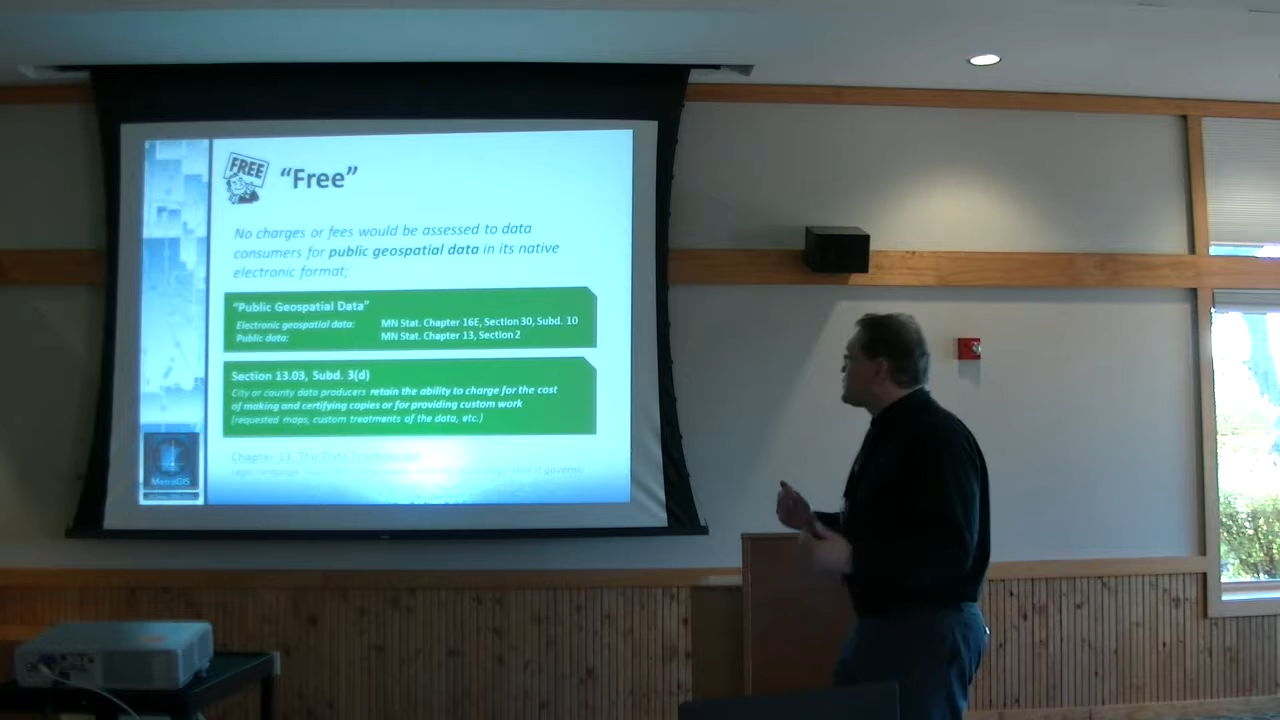 FREE
"Free"
No charges or fees would be assessed to data
consumers for public geospatial data in its native
electronic format;
"Public Geospatial Data"
Electronic geospatial data: MN Stat. Chapter 16E, Section 30, Subd. 10
Public data: MN Stat. Chapter 13, Section 2
Section 13.03, Subd. 3(d)
City or county data producers retain the ability to charge for the cost
of making and certifying copies or for providing custom work
(requested maps, custom treatments of the data, etc.)
Chapter 13, The Data Practices
that it governs
MetroGIS